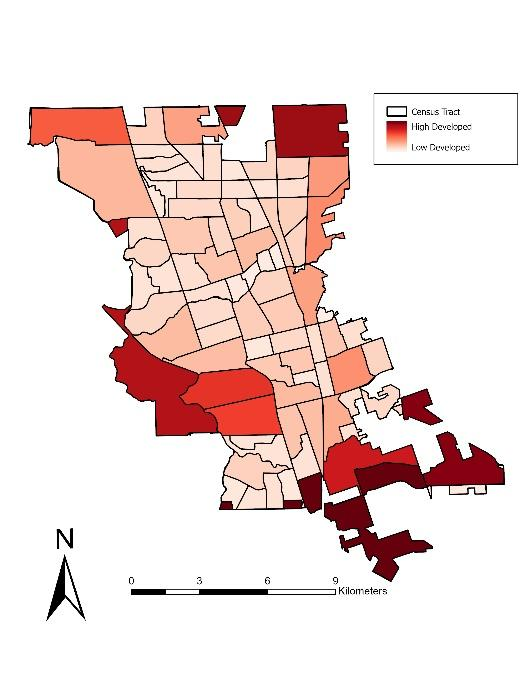 Census Tract
High Developed
Low Developed
N
0 3 6 9
Kilometers